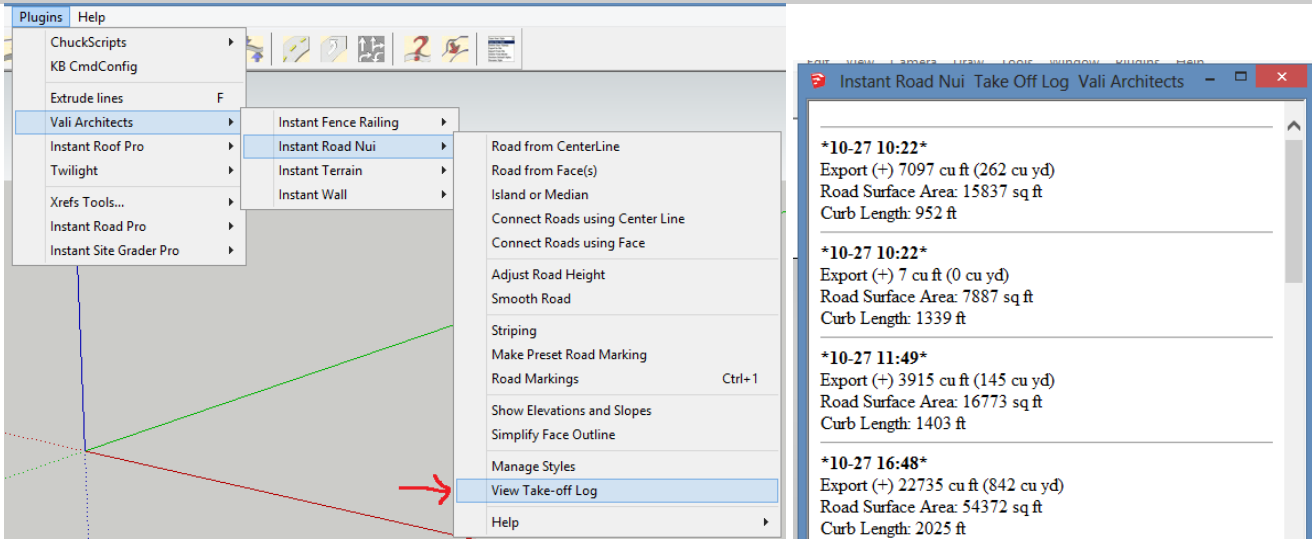 Plugins Help
ChuckScripts
KB CmdConfig
Extrude lines F
Vali Architects
Instant Roof Pro
Twilight
Xrefs Tools...
Instant Road Pro
Instant Site Grader Pro
Instant Fence Railing
Instant Road Nui
Instant Terrain
Instant Wall
Road from CenterLine
Road from Face(s)
Island or Median
Connect Roads using Center Line
Connect Roads using Face
Adjust Road Height
Smooth Road
Striping
Make Preset Road Marking
Road Markings Ctrl+1
Show Elevations and Slopes
Simplify Face Outline
Manage Styles
View Take-off Log
Help
Edit View Camera Draw Tools Window Plugins Help
Instant Road Nui Take Off Log Vali Architects
*10-27 10:22*
Export (+) 7097 cu ft (262 cu yd)
Road Surface Area: 15837 sq ft
Curb Length: 952 ft
*10-27 10:22*
Export (+) 7 cu ft (0 cu yd)
Road Surface Area: 7887 sq ft
Curb Length: 1339 ft
*10-27 11:49*
Export (+) 3915 cu ft (145 cu yd)
Road Surface Area: 16773 sq ft
Curb Length: 1403 ft
*10-27 16:48*
Export (+) 22735 cu ft (842 cu yd)
Road Surface Area: 54372 sq ft
Curb Length: 2025 ft